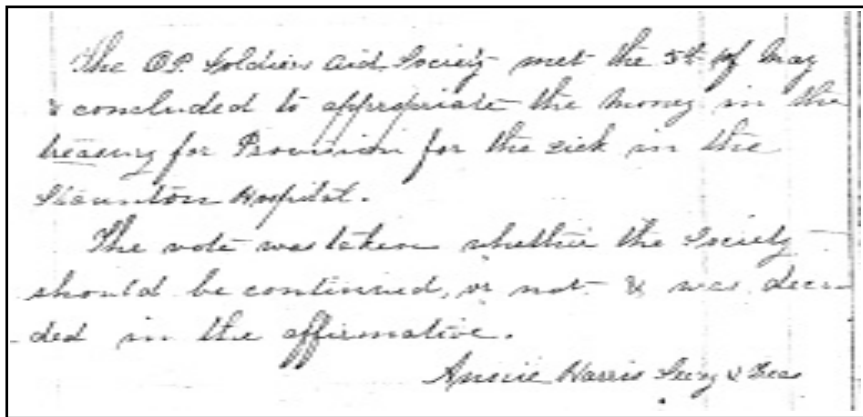 The O.P. Soldiers Aid Society met the 5th of May
& concluded to appropriate the money in the
treasury for Provision for the sick in the
Staunton Hospital.
The vote was taken whether the Society
should be continued, or not & was deci
-ded in the affirmative.
Annie Harris Secy & Treas